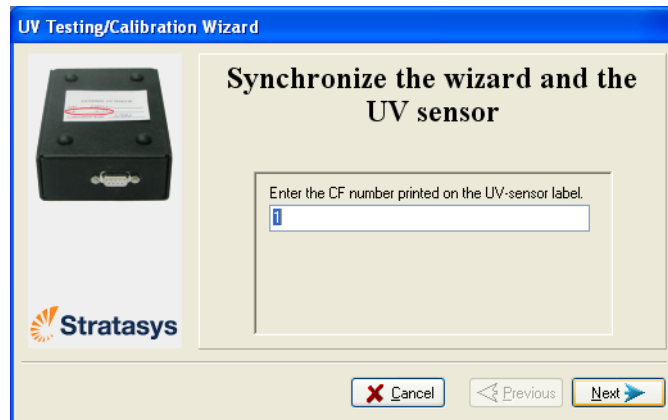 UV Testing/Calibration Wizard
Synchronize the wizard and the
UV sensor
Enter the CF number printed on the UV-sensor label.
1
Stratasys
Cancel
Previous
Next